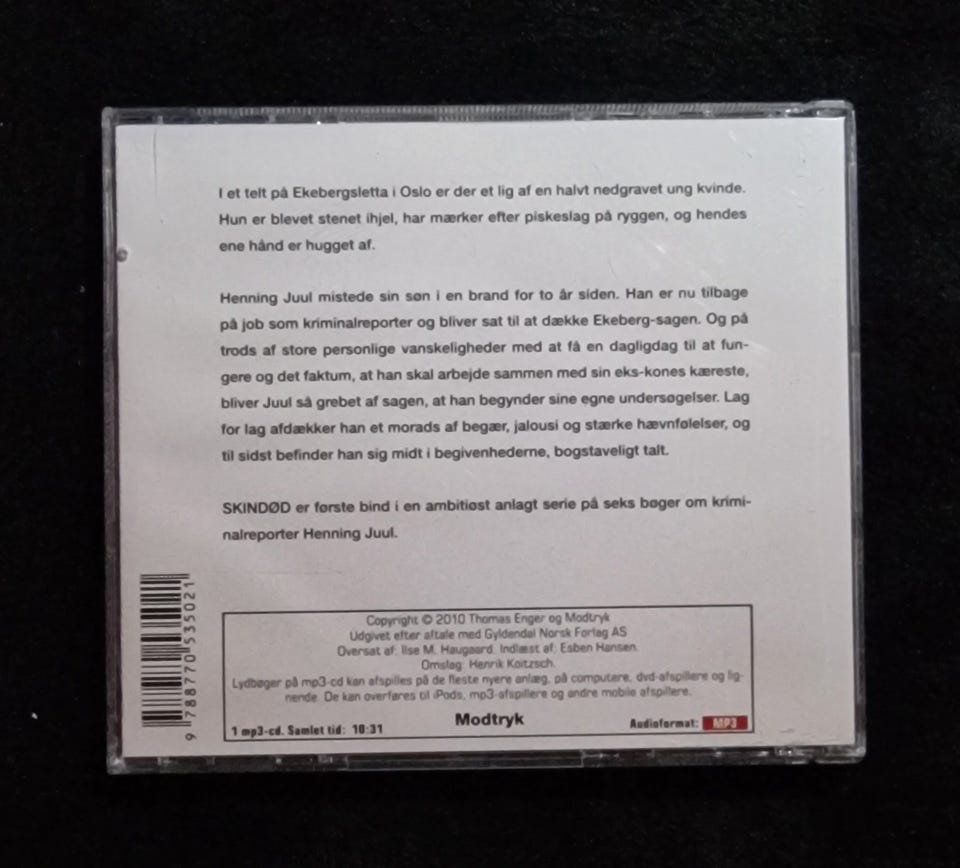 I et telt på Ekebergsletta i Oslo er der et lig af en halvt nedgravet ung kvinde.
Hun er blevet stenet ihjel, har mærker efter piskeslag på ryggen, og hendes
ene hånd er hugget af.
Henning Juul mistede sin søn i en brand for to år siden. Han er nu tilbage
på job som kriminalreporter og bliver sat til at dække Ekeberg-sagen. Og på
trods af store personlige vanskeligheder med at få en dagligdag til at fun-
gere og det faktum, at han skal arbejde sammen med sin eks-kones kæreste,
bliver Juul så grebet af sagen, at han begynder sine egne undersøgelser. Lag
for lag afdækker han et morads af begær, jalousi og stærke hævnfølelser, og
til sidst befinder han sig midt i begivenhederne, bogstaveligt talt.
SKINDØD er første bind i en ambitiøst anlagt serie på seks bøger om krimi-
nalreporter Henning Juul.
9 788770 535021
Copyright © 2010 Thomas Enger og Modtryk
Udgivet efter aftale med Gyldendal Norsk Forlag AS
Oversat af: Ilse M. Haugaard. Indlæst af: Esben Hansen.
Omslag: Henrik Koitzsch.
Lydbøger på mp3-cd kan afspilles på de fleste nyere anlæg, på computere, dvd-afspillere og lig-
nende. De kan overføres til iPods, mp3-afspillere og andre mobile afspillere.
1 mp3-cd. Samlet tid: 10:31 Modtryk Audioformat: MP3